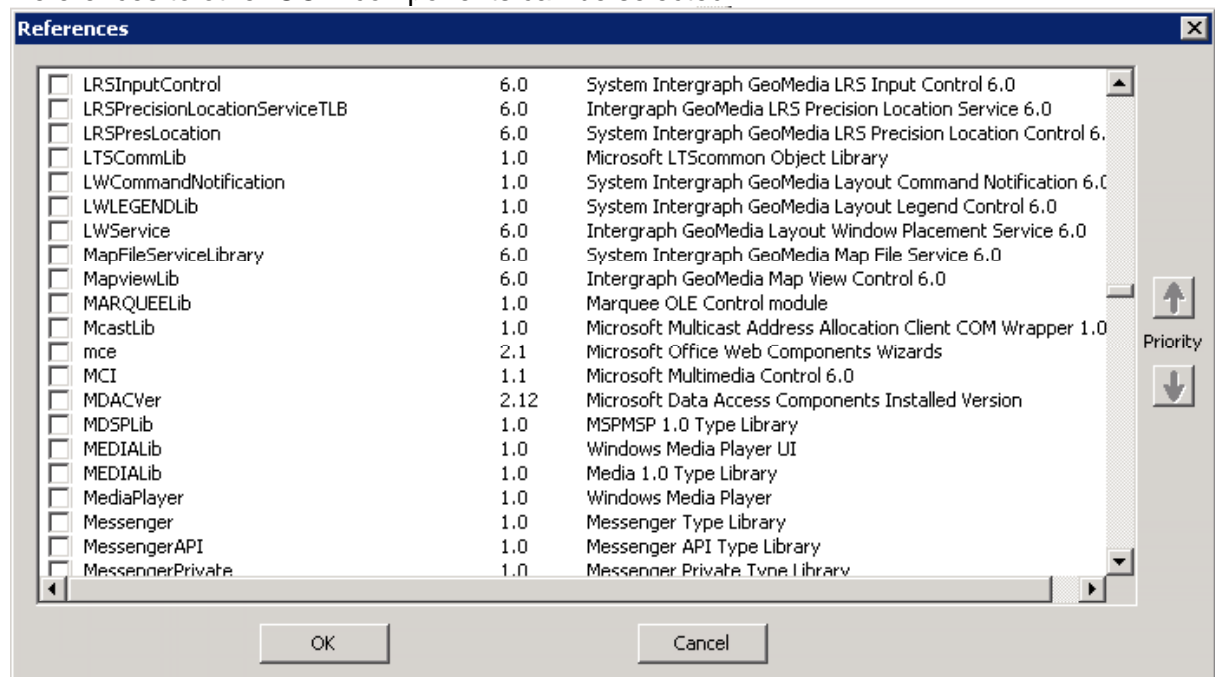 References
LRSInputControl 6.0 System Intergraph GeoMedia LRS Input Control 6.0
LRSPrecisionLocationServiceTLB 6.0 Intergraph GeoMedia LRS Precision Location Service 6.0
LRSPresLocation 6.0 System Intergraph GeoMedia LRS Precision Location Control 6.
LTSCommLib 1.0 Microsoft LTScommon Object Library
LWCommandNotification 1.0 System Intergraph GeoMedia Layout Command Notification 6.0
LWLEGENDLib 1.0 System Intergraph GeoMedia Layout Legend Control 6.0
LWService 6.0 Intergraph GeoMedia Layout Window Placement Service 6.0
MapFileServiceLibrary 6.0 System Intergraph GeoMedia Map File Service 6.0
MapviewLib 6.0 Intergraph GeoMedia Map View Control 6.0
MARQUEELib 1.0 Marquee OLE Control module
McastLib 1.0 Microsoft Multicast Address Allocation Client COM Wrapper 1.0
mce 2.1 Microsoft Office Web Components Wizards
MCI 1.1 Microsoft Multimedia Control 6.0
MDACVer 2.12 Microsoft Data Access Components Installed Version
MDSPLib 1.0 MSPMSP 1.0 Type Library
MEDIALib 1.0 Windows Media Player UI
MEDIALib 1.0 Media 1.0 Type Library
MediaPlayer 1.0 Windows Media Player
Messenger 1.0 Messenger Type Library
MessengerAPI 1.0 Messenger API Type Library
MessengerPrivate 1.0 Messenger Private Type Library
Priority
OK Cancel